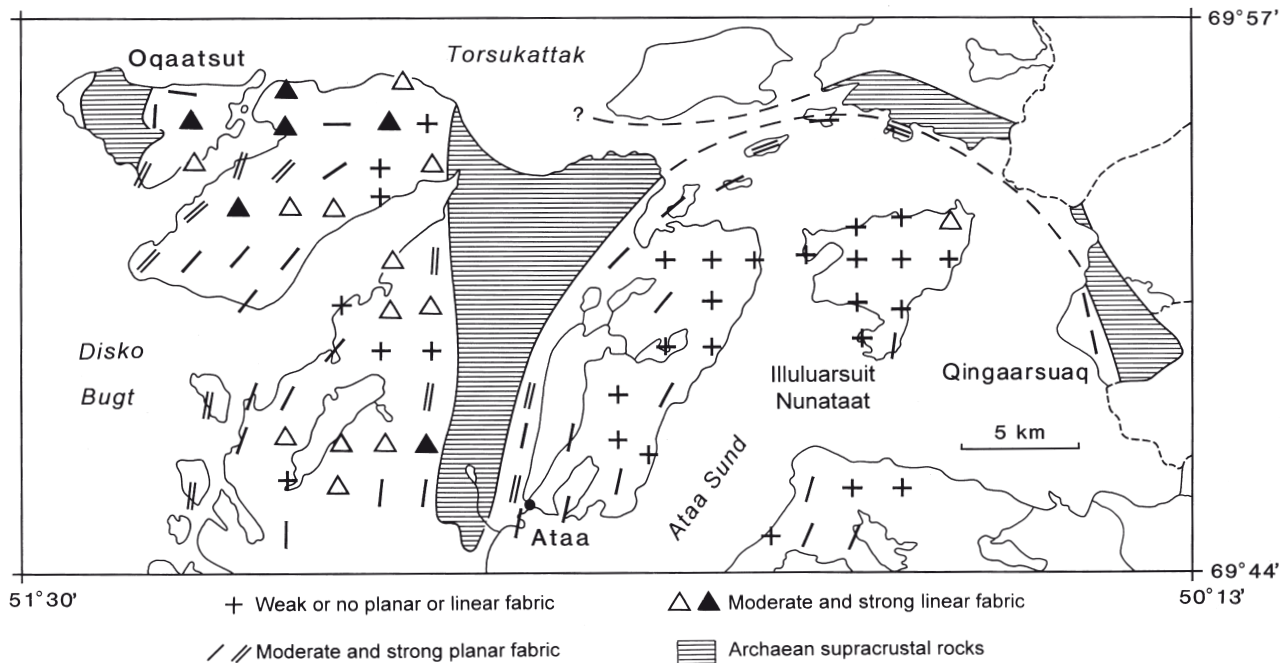 69°57'
Oqaatsut
Torsukattak
?
Disko
Bugt
Illuluarsuit
Nunataat
Qingaarsuaq
5 km
Ataa Sund
Ataa
69°44'
51°30'
50°13'
Weak or no planar or linear fabric
Moderate and strong linear fabric
Moderate and strong planar fabric
Archaean supracrustal rocks